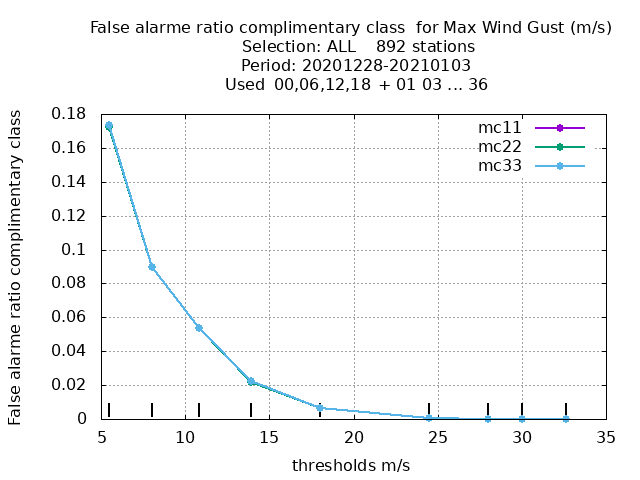 False alarme ratio complimentary class  for Max Wind Gust (m/s)
Selection: ALL    892 stations
Period: 20201228-20210103
Used  00,06,12,18 + 01 03 ... 36
False alarme ratio complimentary class
0.18
0.16
0.14
0.12
0.1
0.08
0.06
0.04
0.02
0
mc11
mc22
mc33
5 10 15 20 25 30 35
thresholds m/s